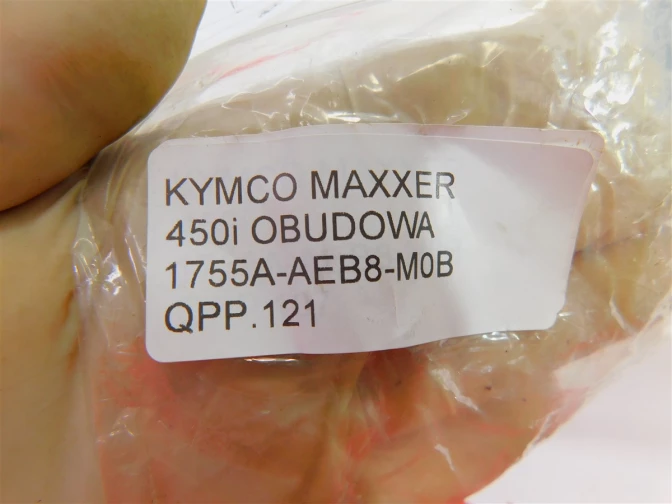 KYMCO MAXXER
450i OBUDOWA
1755A-AEB8-M0B
QPP.121